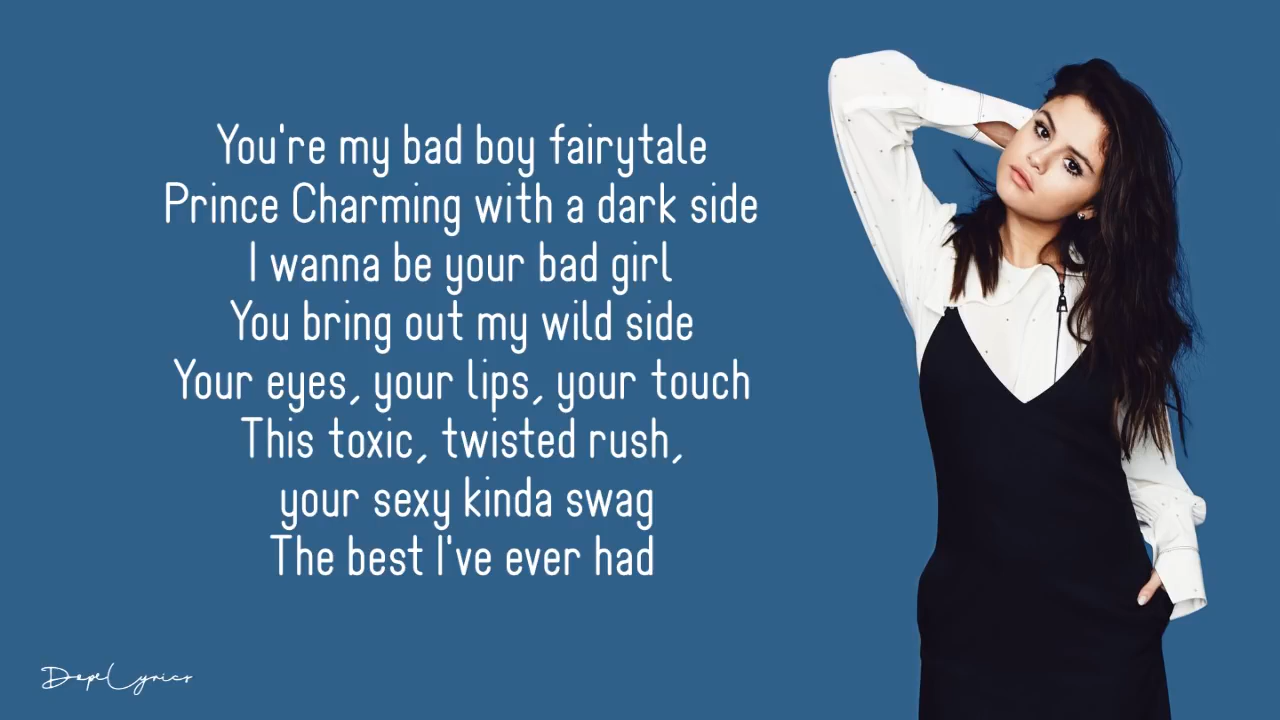 You're my bad boy fairytale
Prince Charming with a dark side
I wanna be your bad girl
You bring out my wild side
Your eyes, your lips, your touch
This toxic, twisted rush,
your sexy kinda swag
The best I've ever had
DopeLyrics